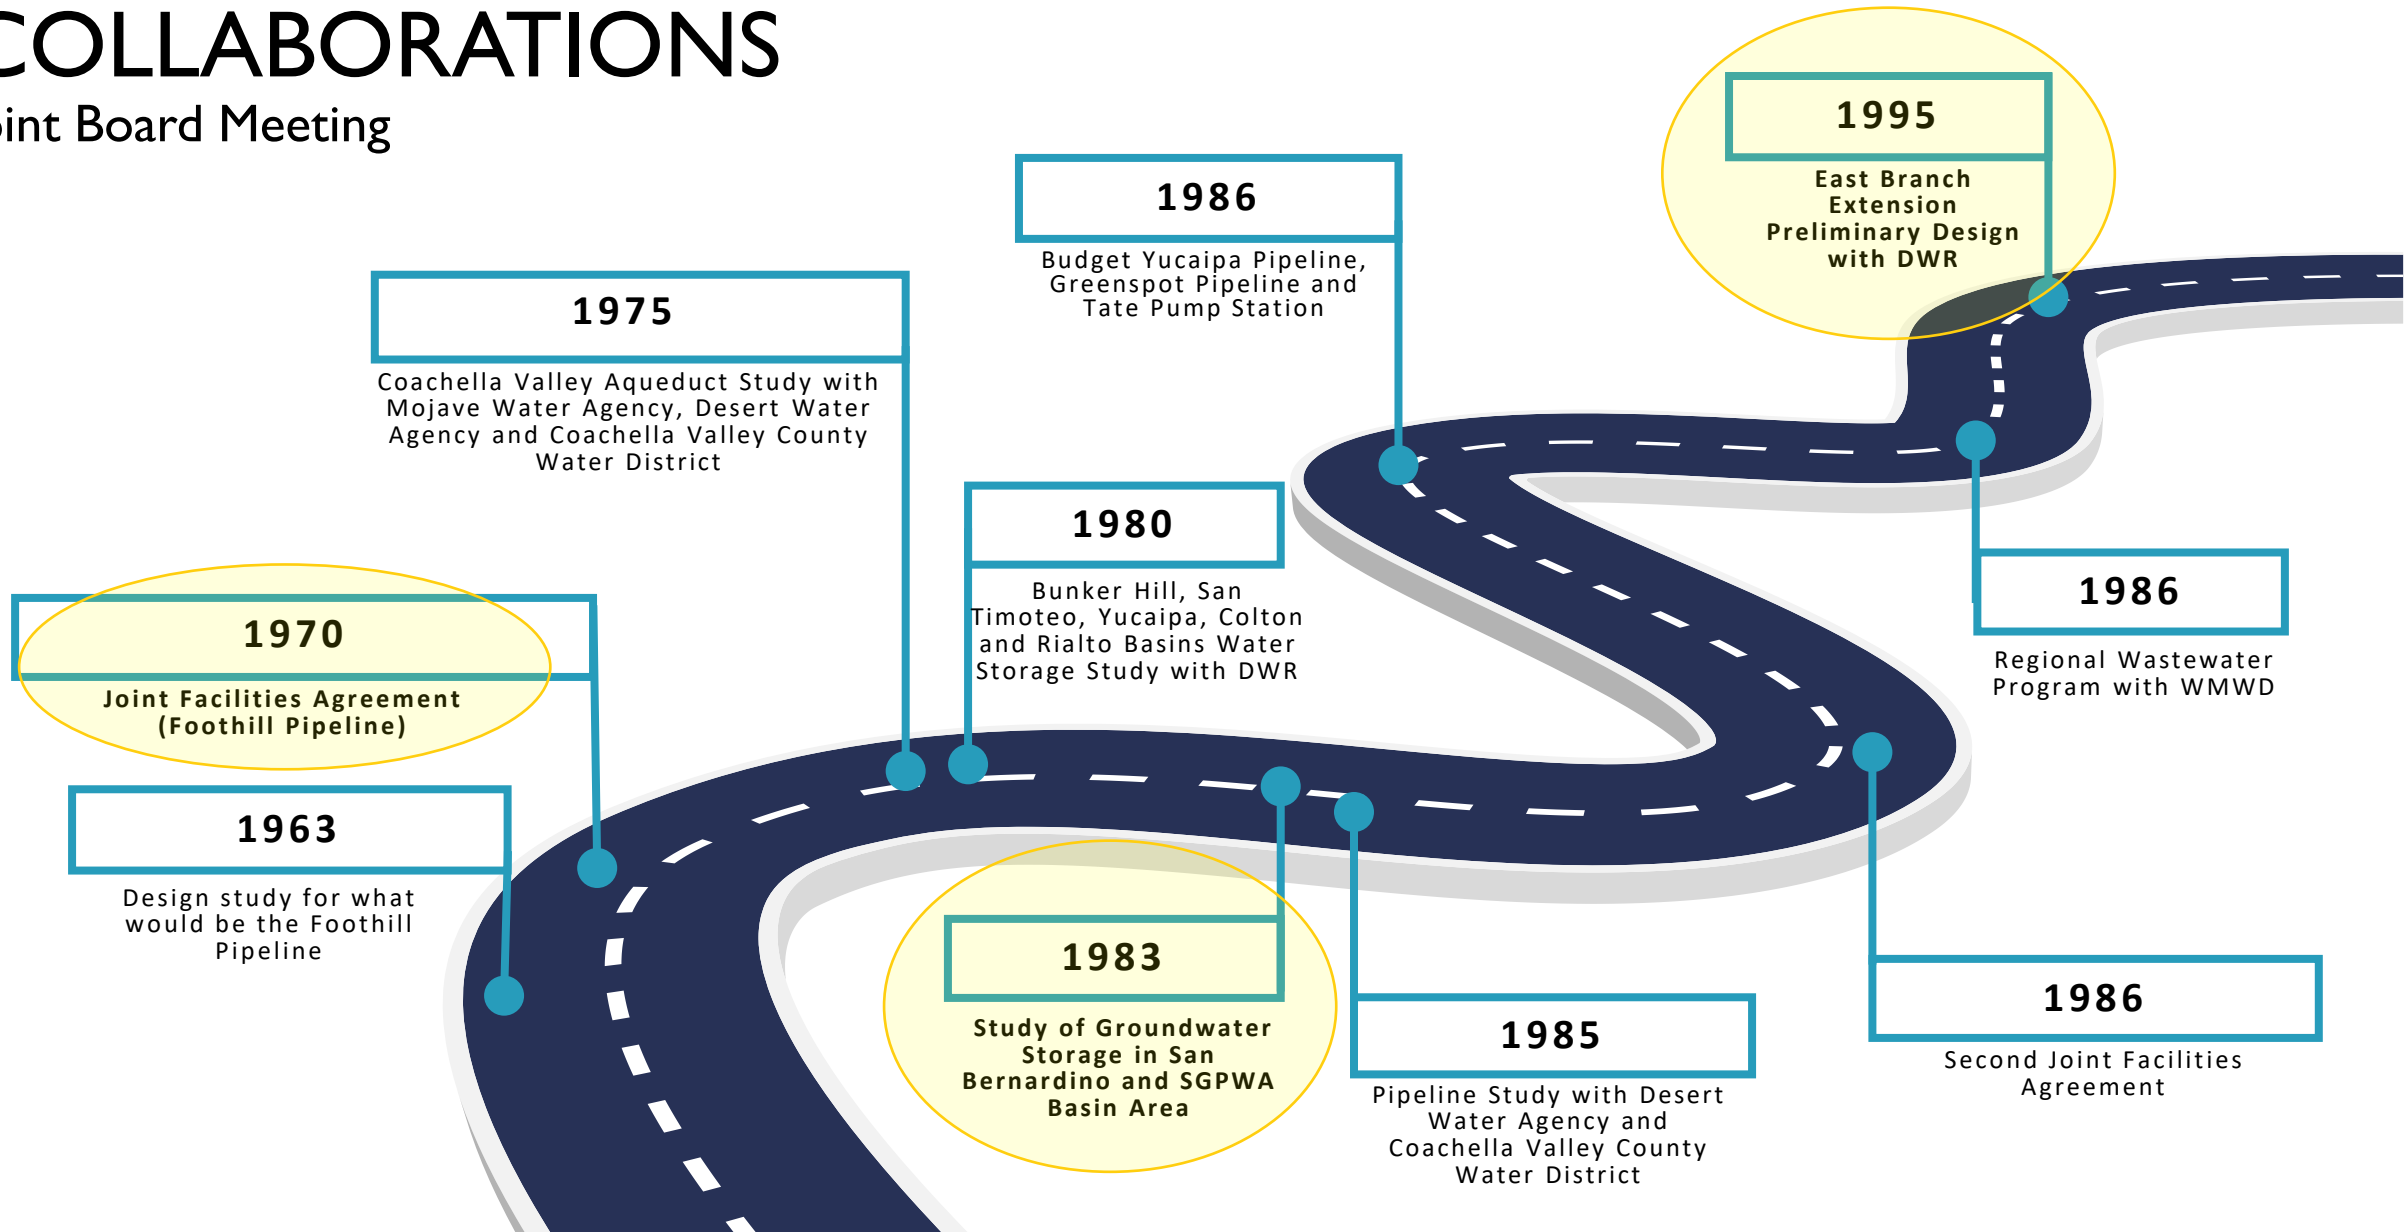 COLLABORATIONS
oint Board Meeting
1963
Design study for what
would be the Foothill
Pipeline
1970
Joint Facilities Agreement
(Foothill Pipeline)
1975
Coachella Valley Aqueduct Study with
Mojave Water Agency, Desert Water
Agency and Coachella Valley County
Water District
1980
Bunker Hill, San
Timoteo, Yucaipa, Colton
and Rialto Basins Water
Storage Study with DWR
1983
Study of Groundwater
Storage in San
Bernardino and SGPWA
Basin Area
1985
Pipeline Study with Desert
Water Agency and
Coachella Valley County
Water District
1986
Second Joint Facilities
Agreement
1986
Budget Yucaipa Pipeline,
Greenspot Pipeline and
Tate Pump Station
1986
Regional Wastewater
Program with WMWD
1995
East Branch
Extension
Preliminary Design
with DWR